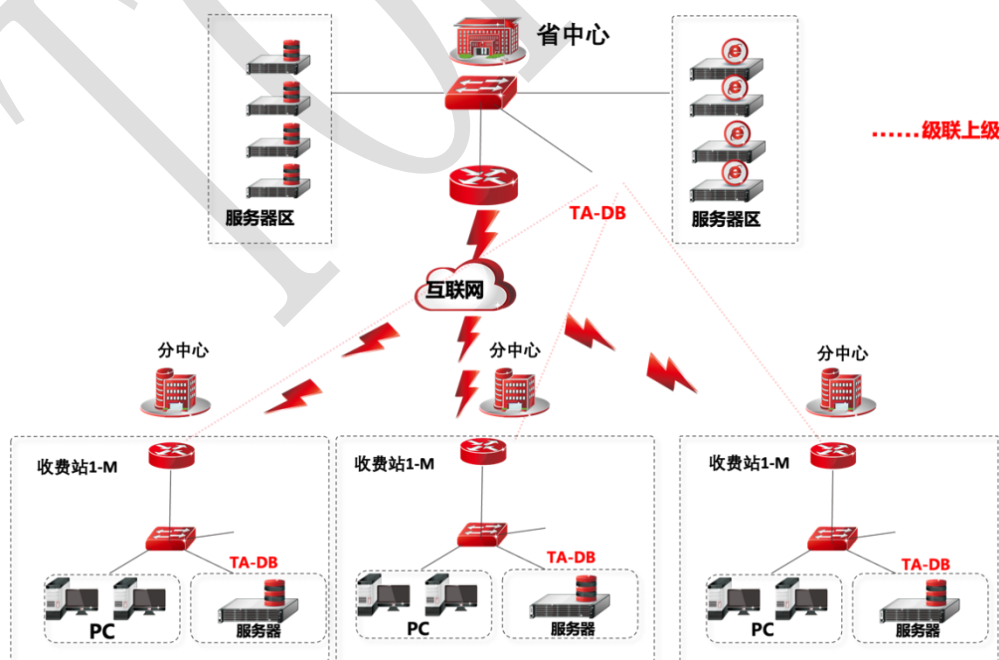 省中心
……级联上级
服务器区
TA-DB
服务器区
互联网
分中心
分中心
分中心
收费站1-M
收费站1-M
收费站1-M
TA-DB
TA-DB
TA-DB
PC
服务器
PC
服务器
PC
服务器